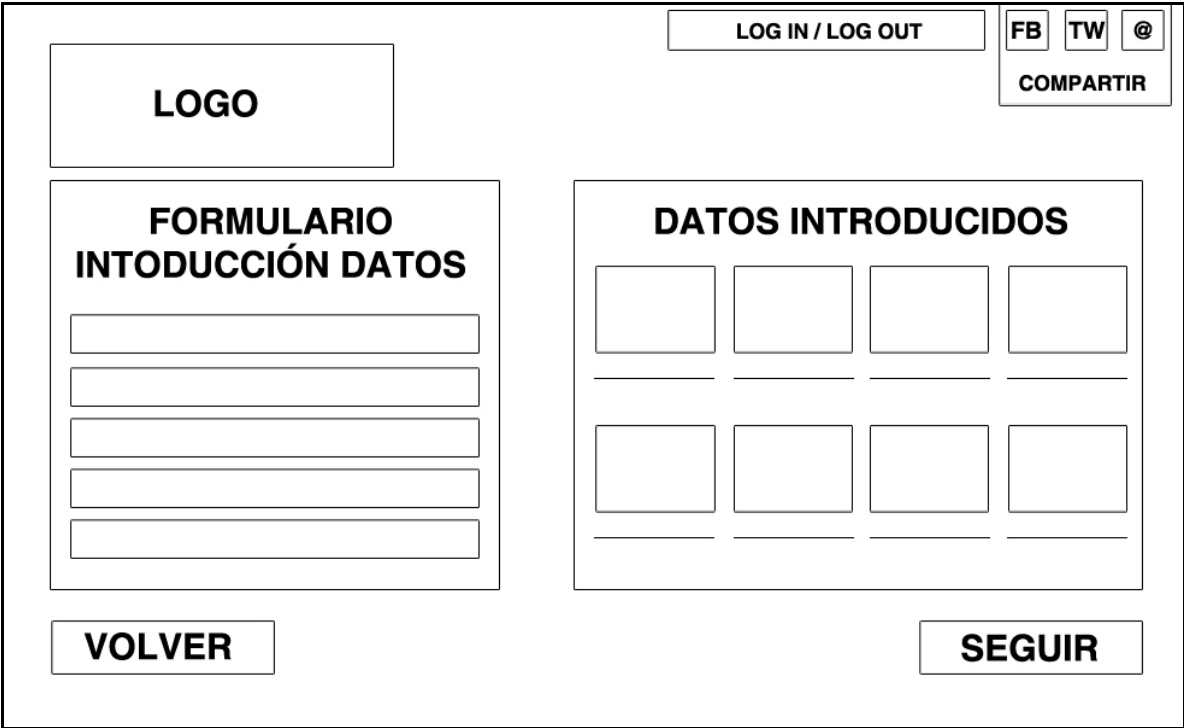 LOG IN / LOG OUT
FB TW @
COMPARTIR
LOGO
FORMULARIO
INTODUCCIÓN DATOS
DATOS INTRODUCIDOS
VOLVER
SEGUIR